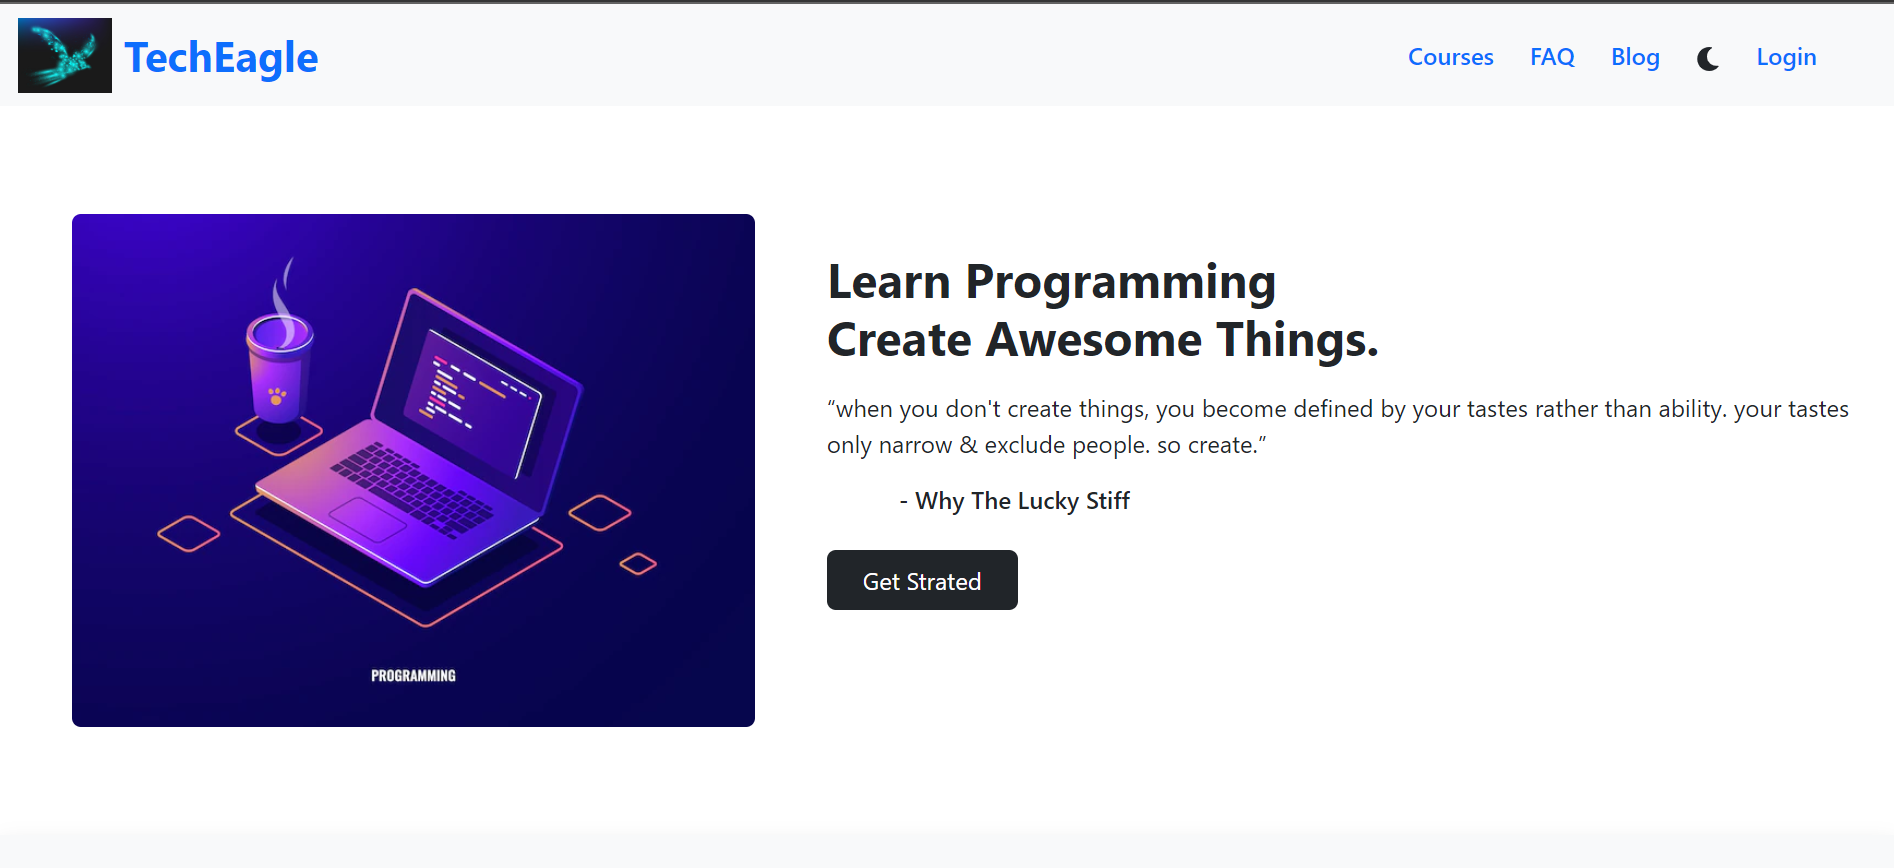 TechEagle
Courses FAQ Blog Login
PROGRAMMING
Learn Programming
Create Awesome Things.
“when you don't create things, you become defined by your tastes rather than ability. your tastes
only narrow & exclude people. so create.”
- Why The Lucky Stiff
Get Strated